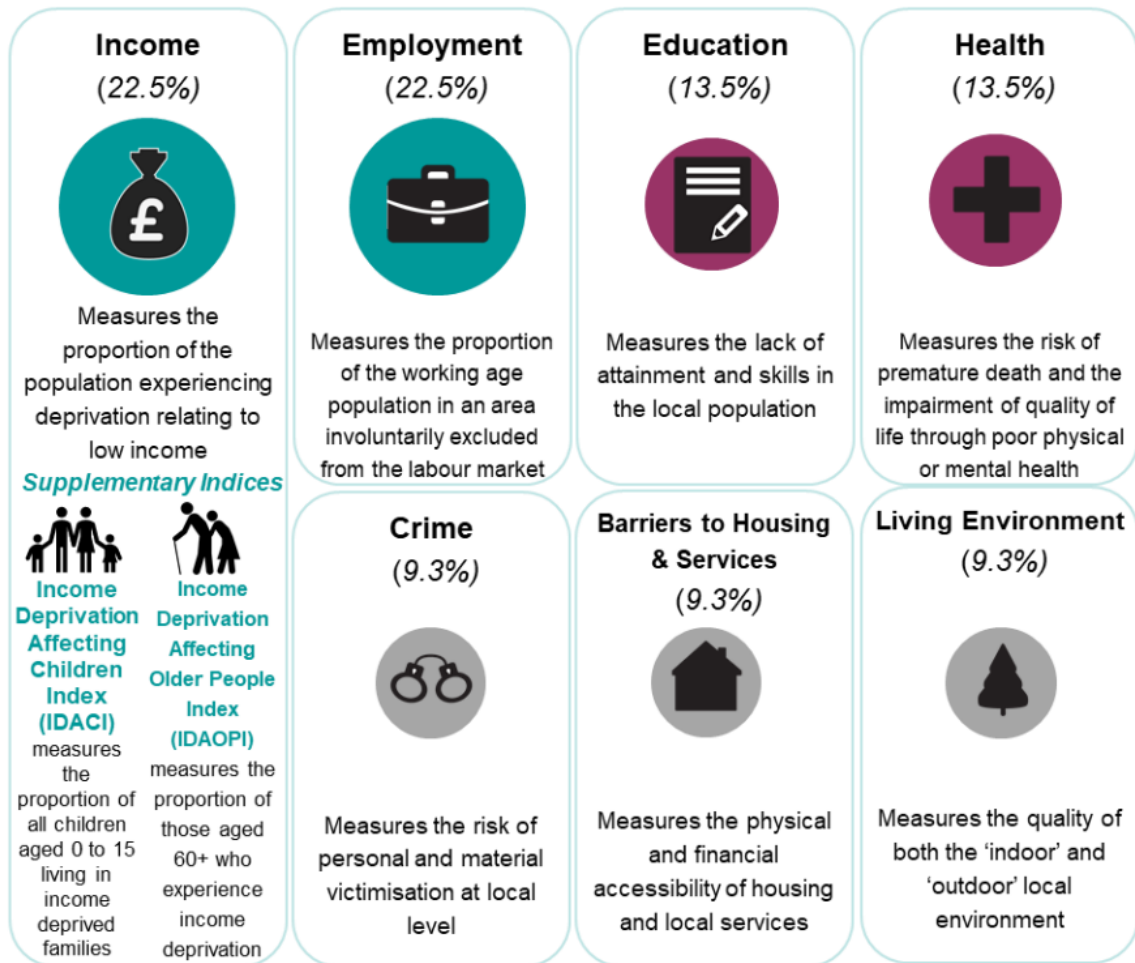 Income
(22.5%)
£
Measures the
proportion of the
population experiencing
deprivation relating to
low income
Supplementary Indices
Income
Deprivation
Affecting
Children
Index
(IDACI)
measures
the
proportion of
all children
aged 0 to 15
living in
income
deprived
families
Income
Deprivation
Affecting
Older People
Index
(IDAOPI)
measures the
proportion of
those aged
60+ who
experience
income
deprivation
Employment
(22.5%)
Measures the proportion
of the working age
population in an area
involuntarily excluded
from the labour market
Education
(13.5%)
Measures the lack of
attainment and skills in
the local population
Health
(13.5%)
Measures the risk of
premature death and the
impairment of quality of
life through poor physical
or mental health
Crime
(9.3%)
Measures the risk of
personal and material
victimisation at local
level
Barriers to Housing
& Services
(9.3%)
Measures the physical
and financial
accessibility of housing
and local services
Living Environment
(9.3%)
Measures the quality of
both the ‘indoor’ and
‘outdoor’ local
environment